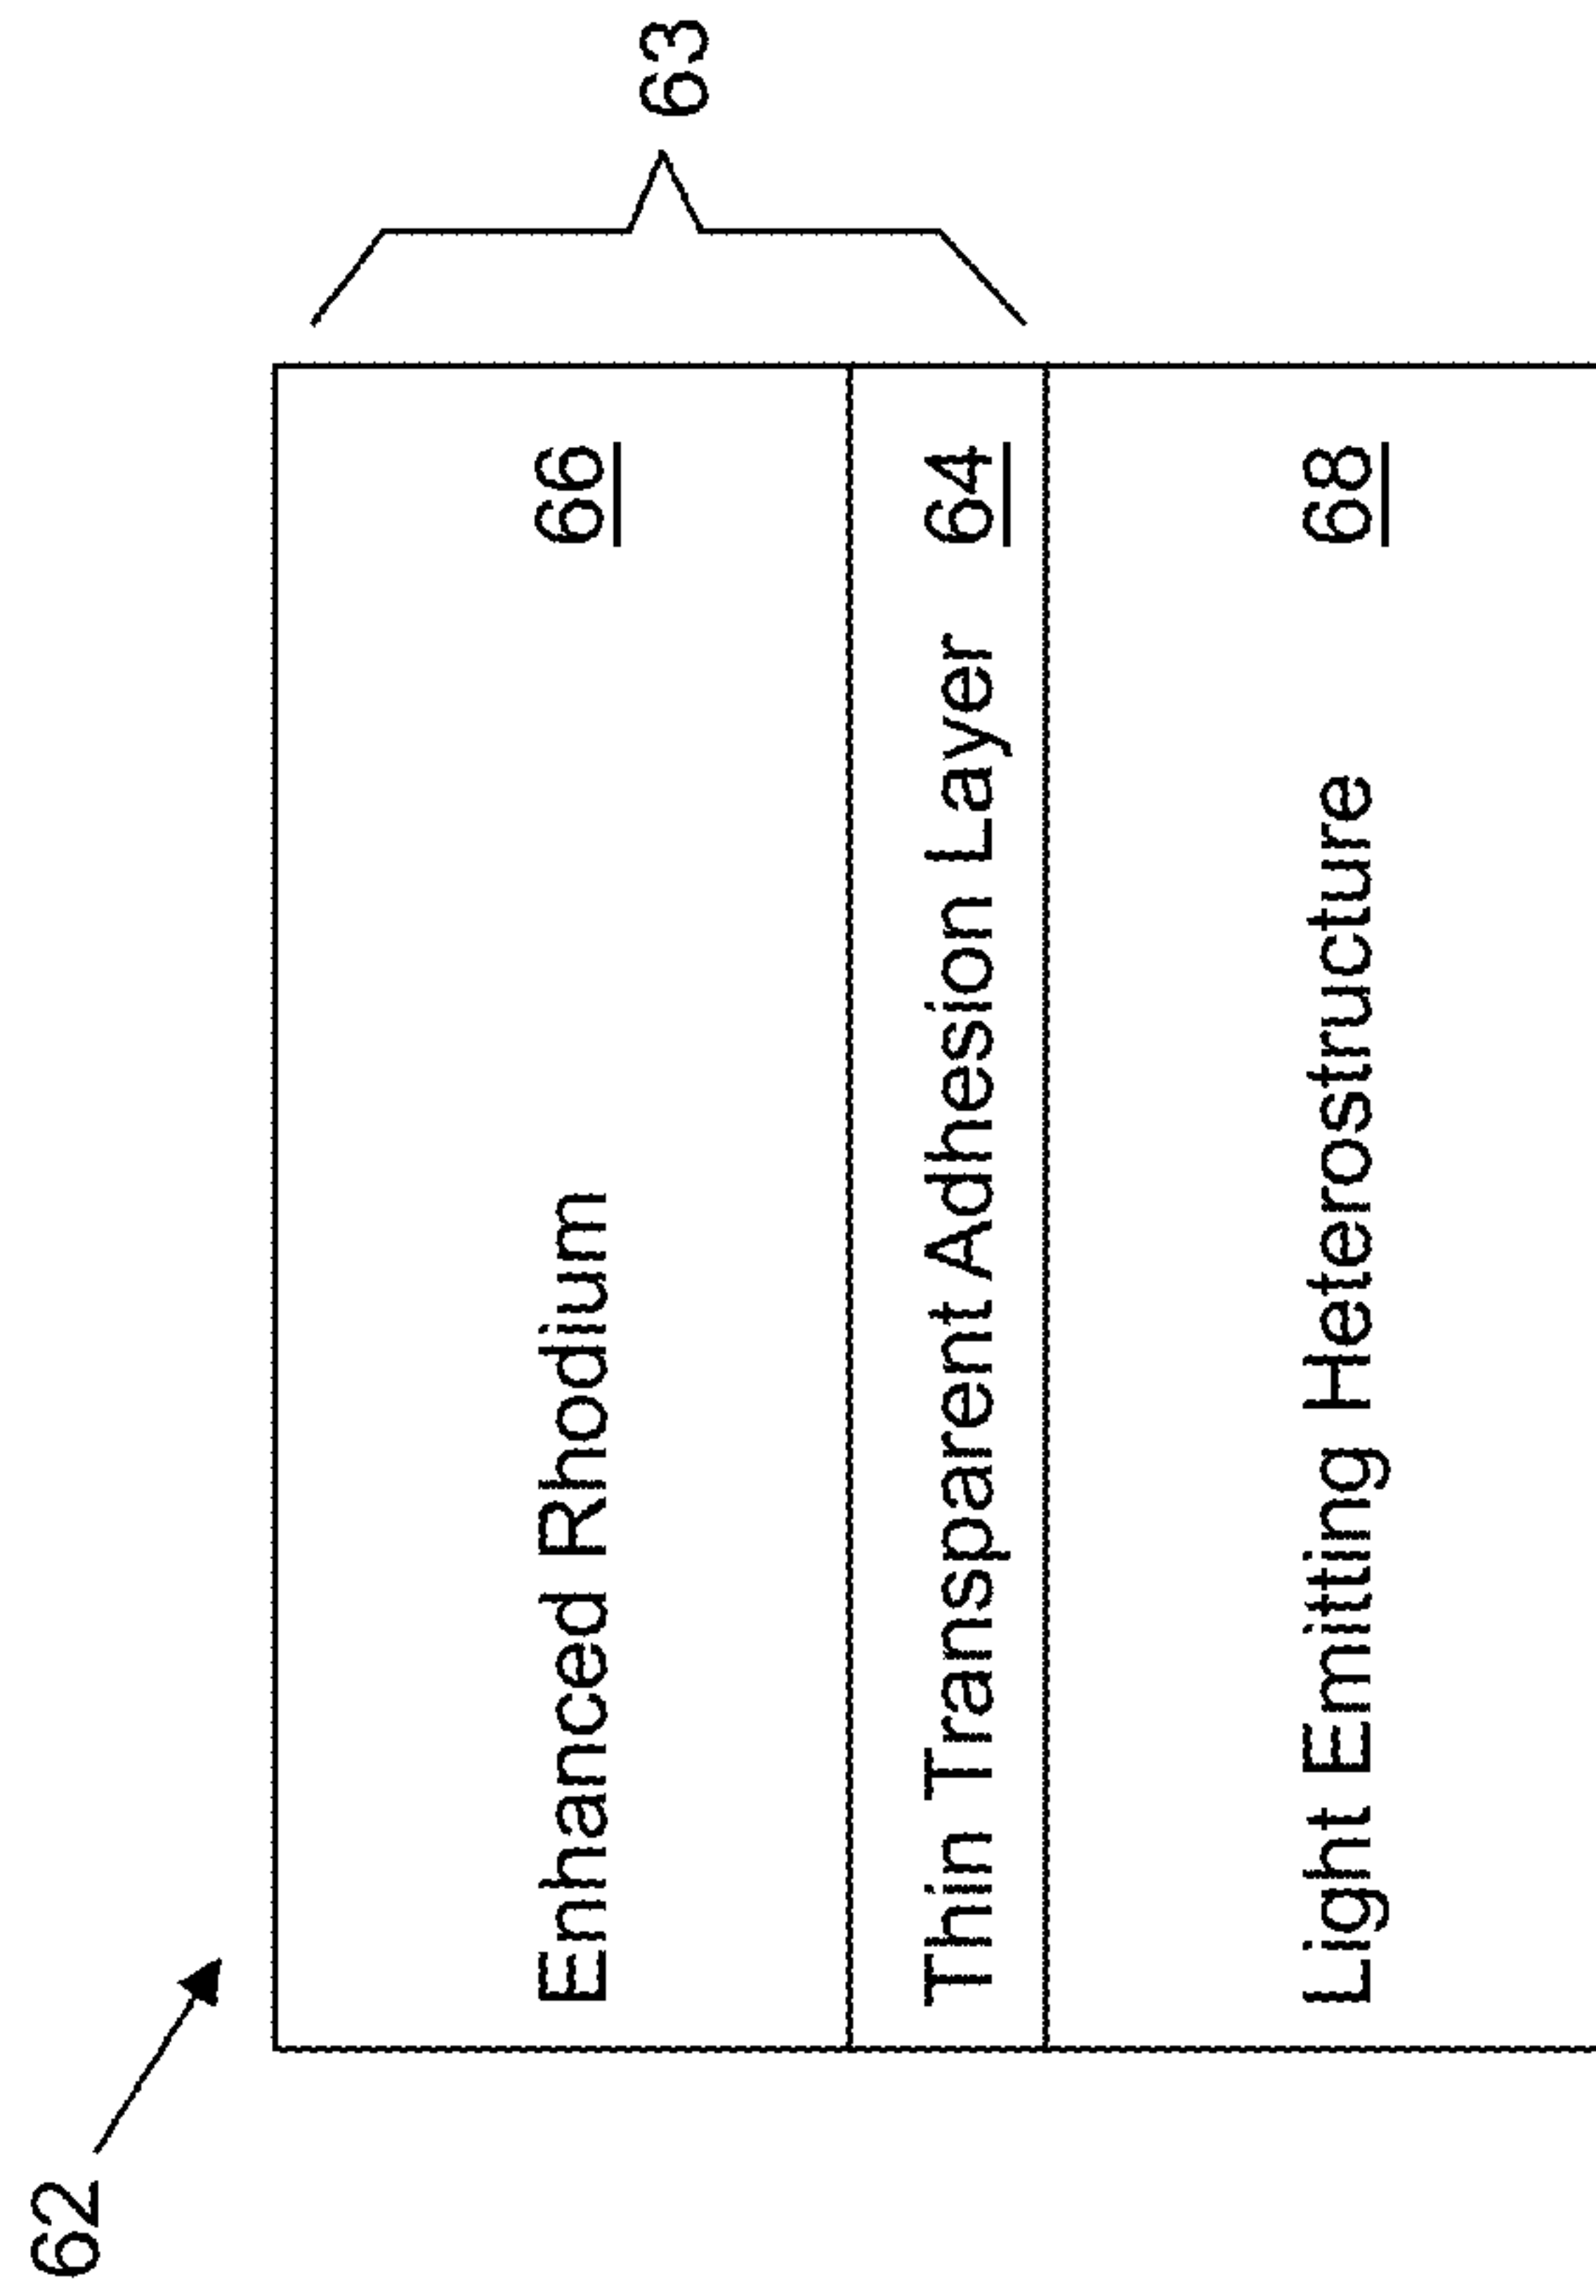 62
63
Enhanced Rhodium 66
Thin Transparent Adhesion Layer 64
Light Emitting Heterostructure 68